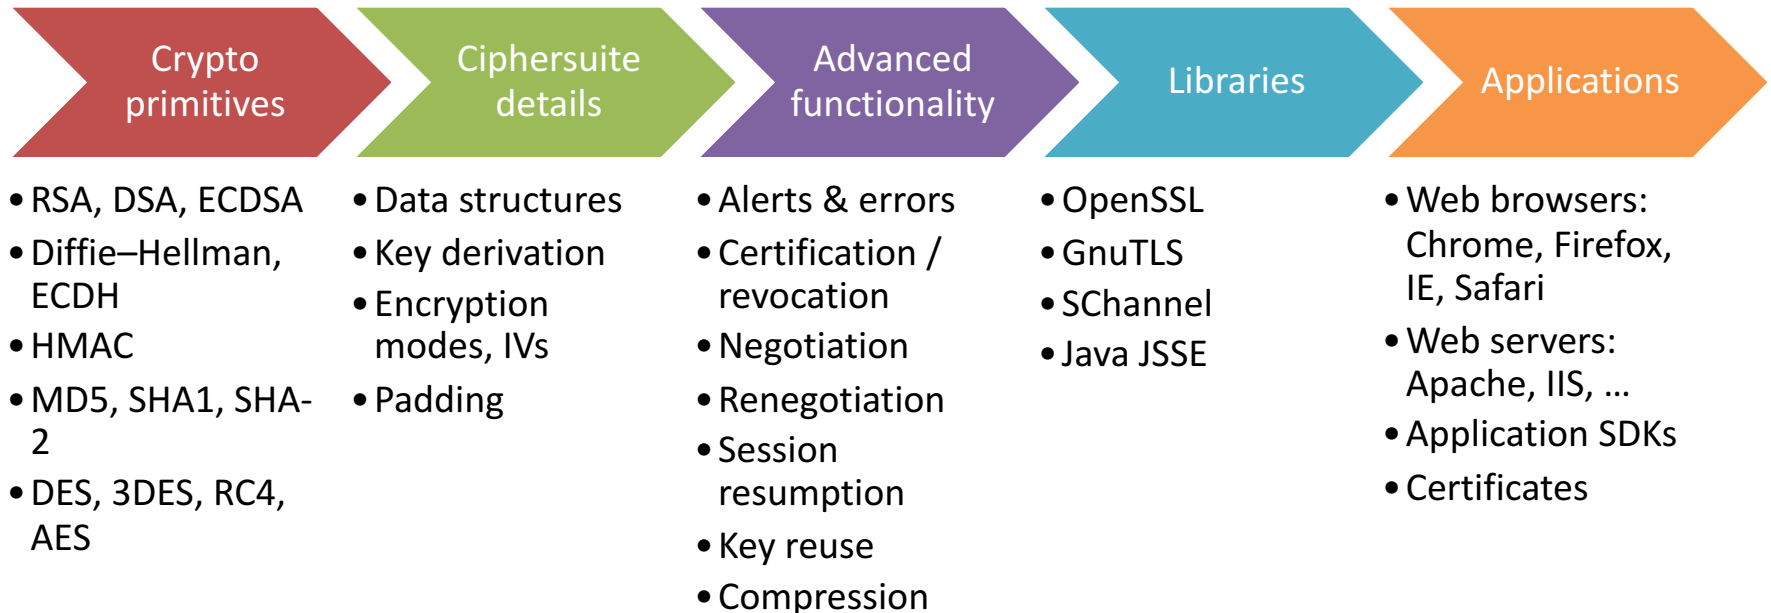 Crypto
primitives
Ciphersuite
details
Advanced
functionality
Libraries
Applications
•RSA, DSA, ECDSA
•Diffie–Hellman,
ECDH
•HMAC
•MD5, SHA1, SHA-
2
•DES, 3DES, RC4,
AES
•Data structures
•Key derivation
•Encryption
modes, IVs
•Padding
•Alerts & errors
•Certification /
revocation
•Negotiation
•Renegotiation
•Session
resumption
•Key reuse
•Compression
•OpenSSL
•GnuTLS
•SChannel
•Java JSSE
•Web browsers:
Chrome, Firefox,
IE, Safari
•Web servers:
Apache, IIS, …
•Application SDKs
•Certificates